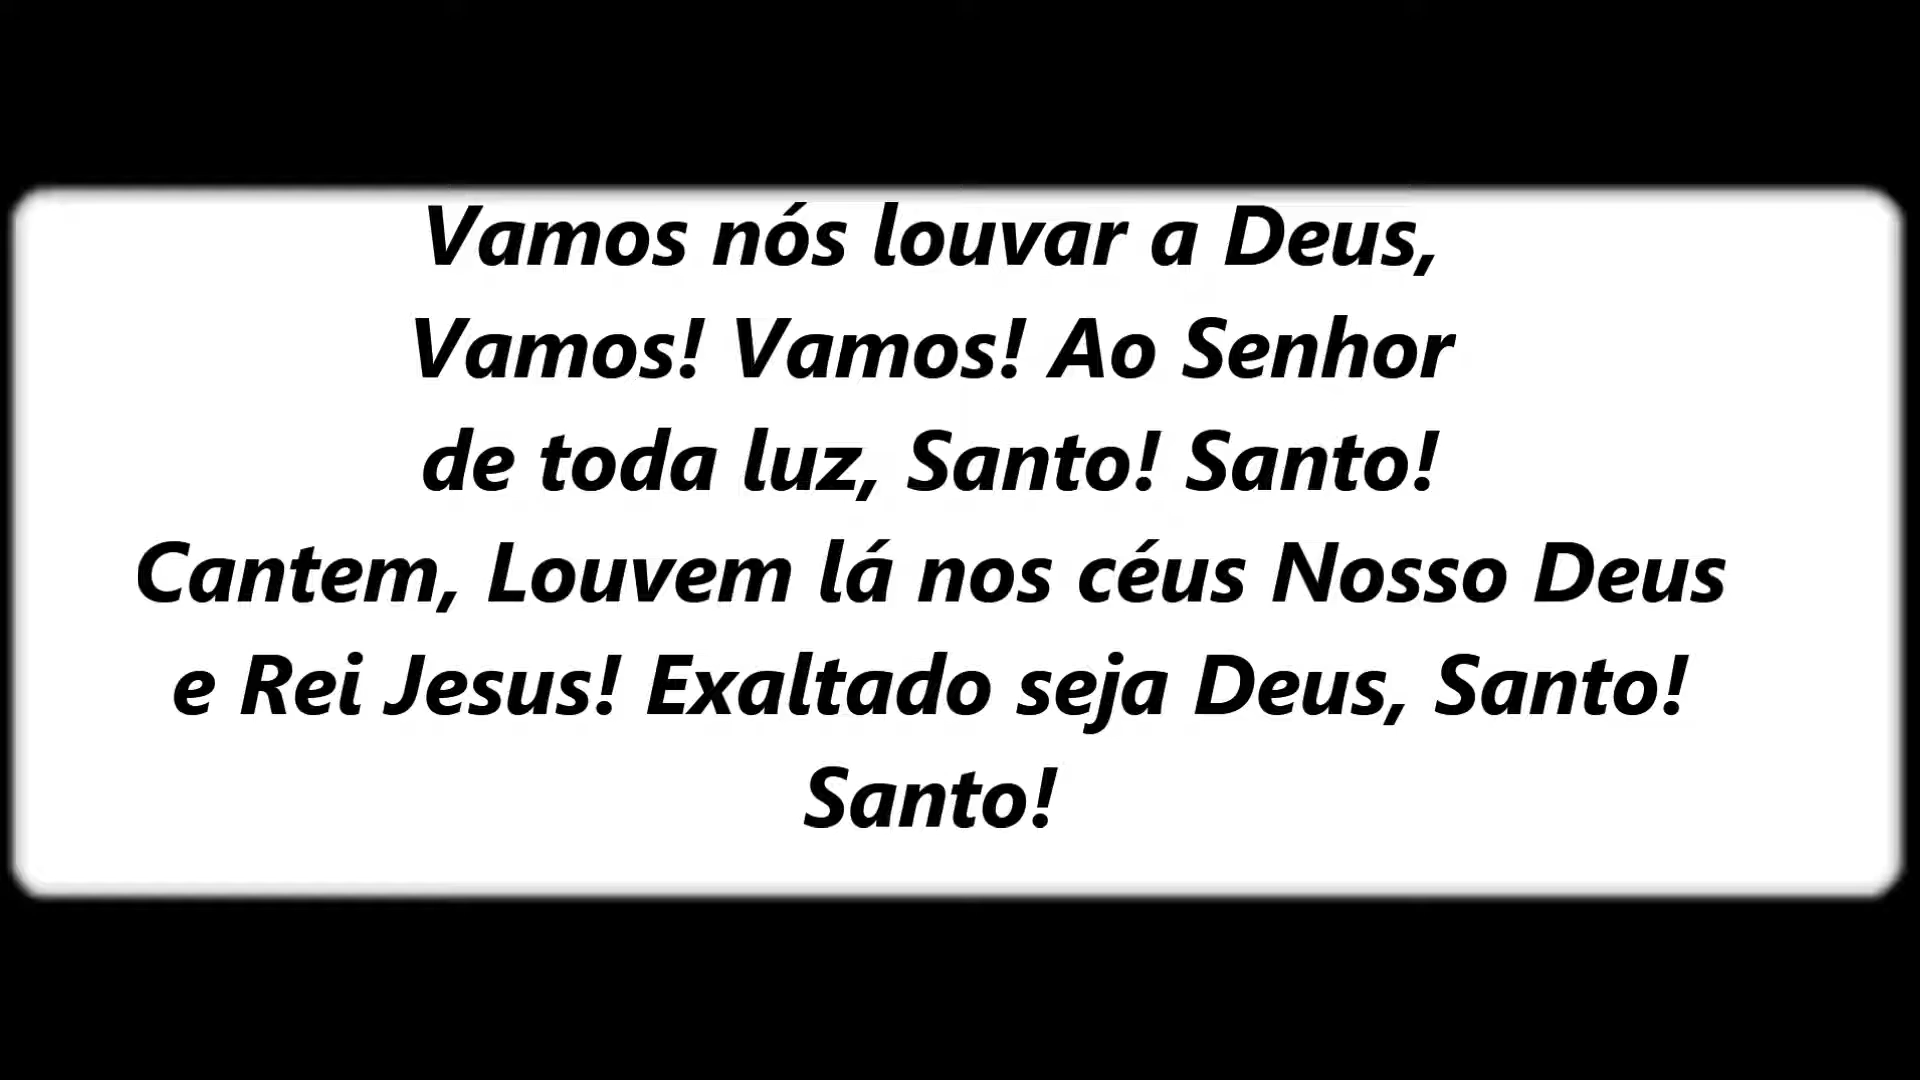 Vamos nós louvar a Deus,
Vamos! Vamos! Ao Senhor
de toda luz, Santo! Santo!
Cantem, Louvem lá nos céus Nosso Deus
e Rei Jesus! Exaltado seja Deus, Santo!
Santo!